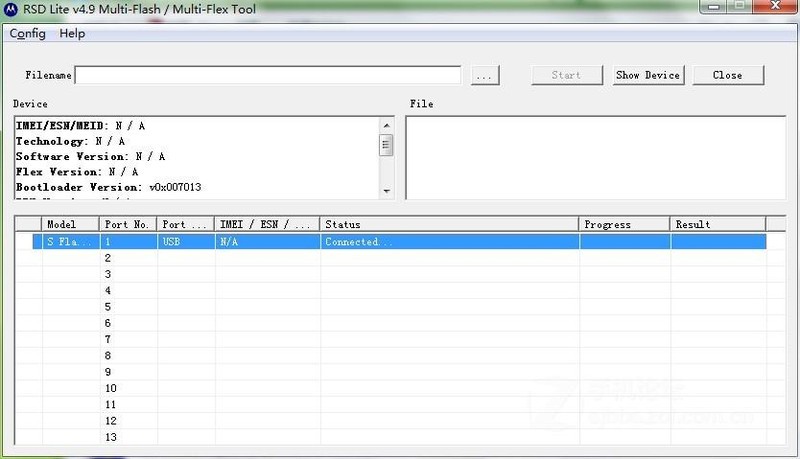 RSD Lite v4.9 Multi-Flash / Multi-Flex Tool
Config Help
Filename ... Start Show Device Close
Device File
IMEI/ESN/MEID: N / A
Technology: N / A
Software Version: N / A
Flex Version: N / A
Bootloader Version: v0x007013
Model Port No. Port ... IMEI / ESN / ... Status Progress Result
S Fla... 1 USB N/A Connected...
2
3
4
5
6
7
8
9
10
11
12
13